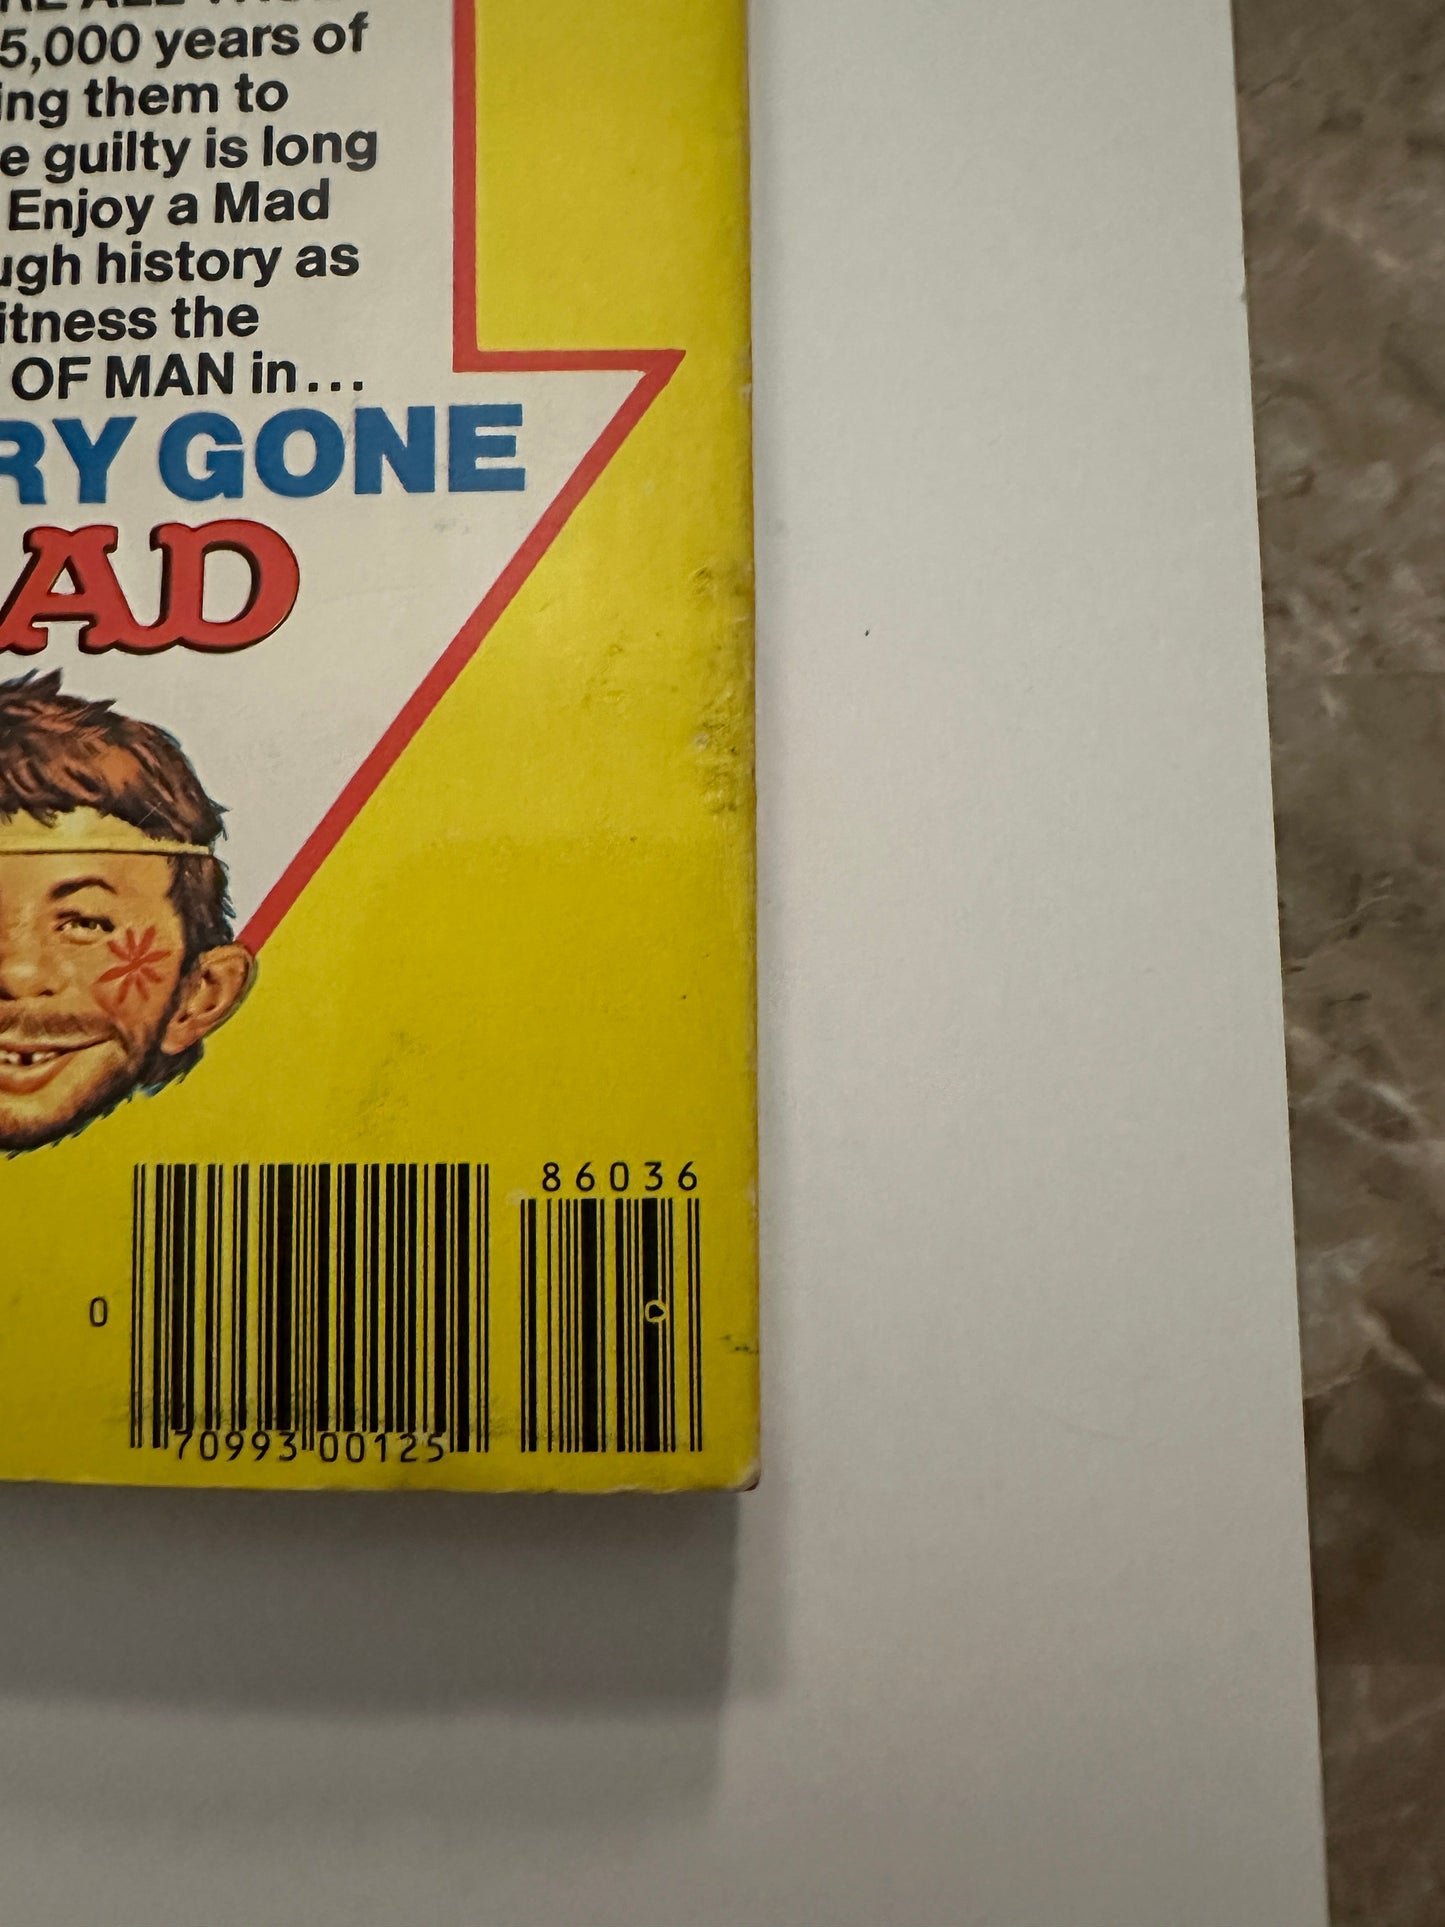 5,000 years of
ing them to
e guilty is long
Enjoy a Mad
ugh history as
itness the
OF MAN in...
RY GONE
AD
86036
0
70993 00125